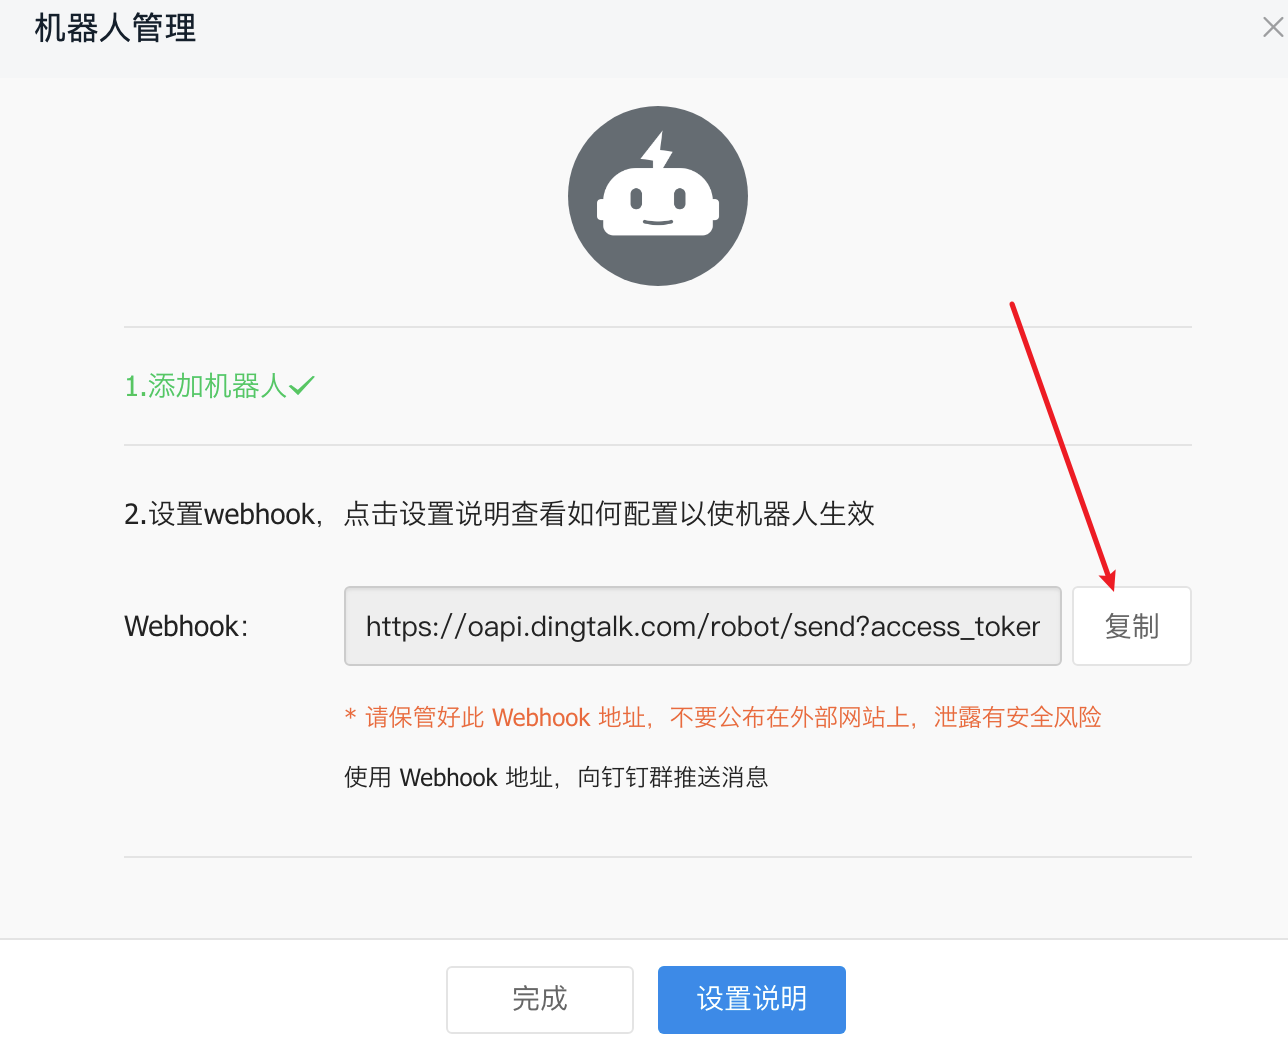 机器人管理
1.添加机器人
2.设置webhook，点击设置说明查看如何配置以使机器人生效
Webhook:
https://oapi.dingtalk.com/robot/send?access_token
复制
* 请保管好此 Webhook 地址，不要公布在外部网站上，泄露有安全风险
使用 Webhook 地址，向钉钉群推送消息
完成
设置说明